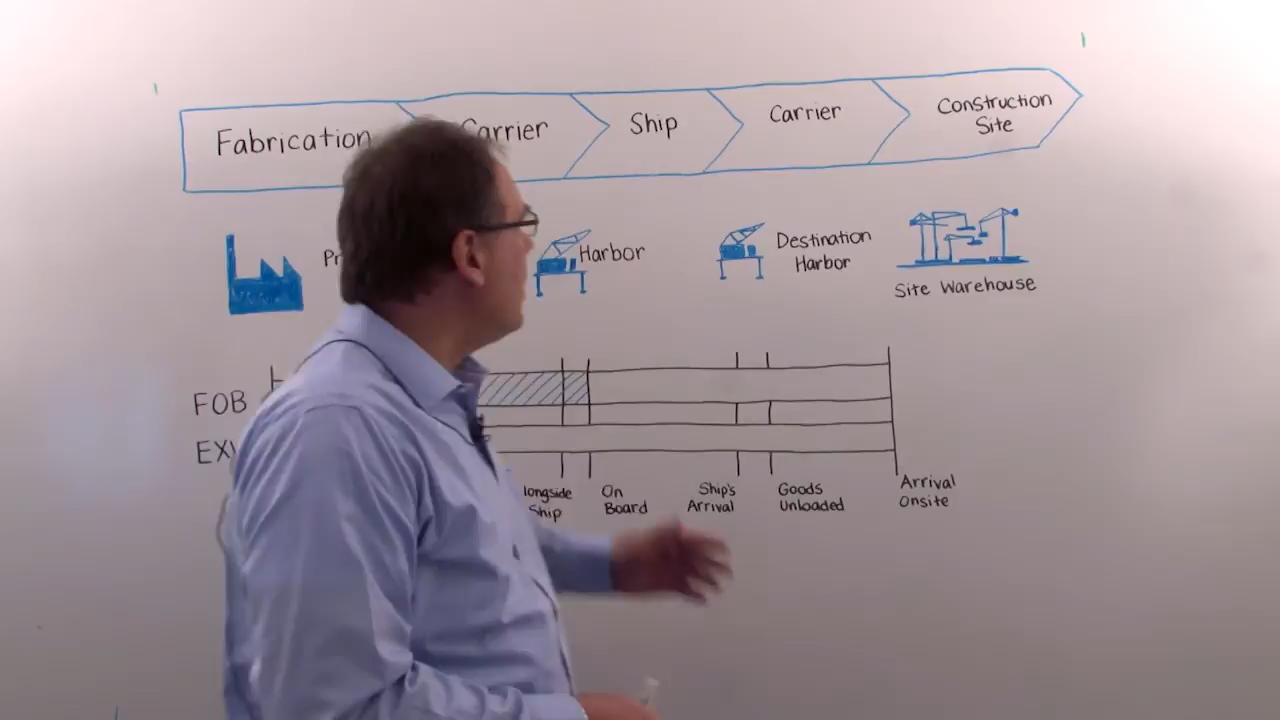 Fabrication
Carrier
Ship
Carrier
Construction
Site
Harbor
Destination
Harbor
Site Warehouse
FOB
On
Board
Ship's
Arrival
Goods
Unloaded
Arrival
Onsite
Ship